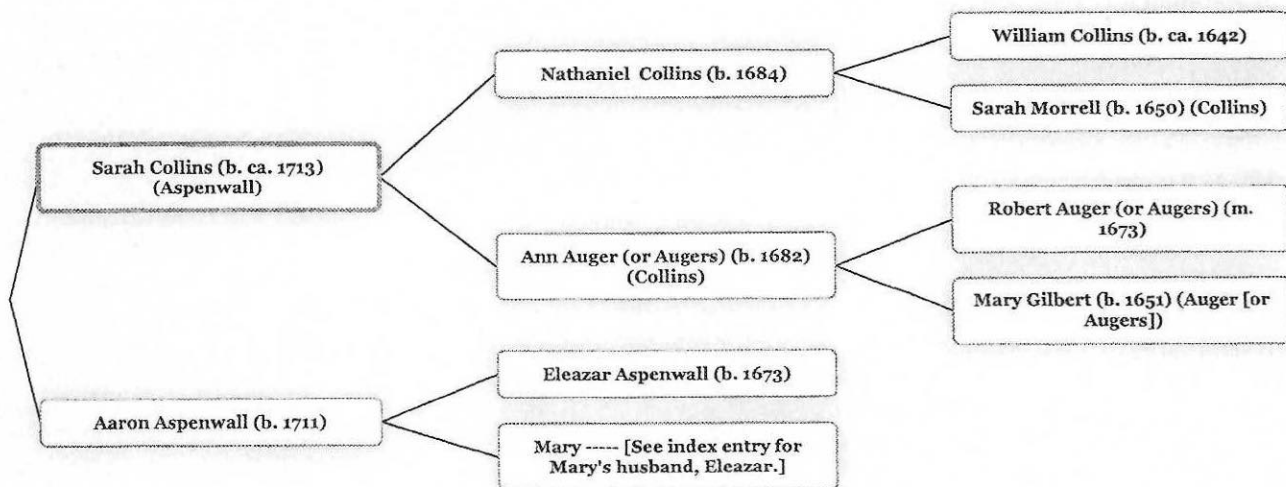 William Collins (b. ca. 1642)
Nathaniel Collins (b. 1684)
Sarah Morrell (b. 1650) (Collins)
Sarah Collins (b. ca. 1713)
(Aspenwall)
Robert Auger (or Augers) (m.
1673)
Ann Auger (or Augers) (b. 1682)
(Collins)
Mary Gilbert (b. 1651) (Auger [or
Augers])
Eleazar Aspenwall (b. 1673)
Aaron Aspenwall (b. 1711)
Mary ----- [See index entry for
Mary's husband, Eleazar.]